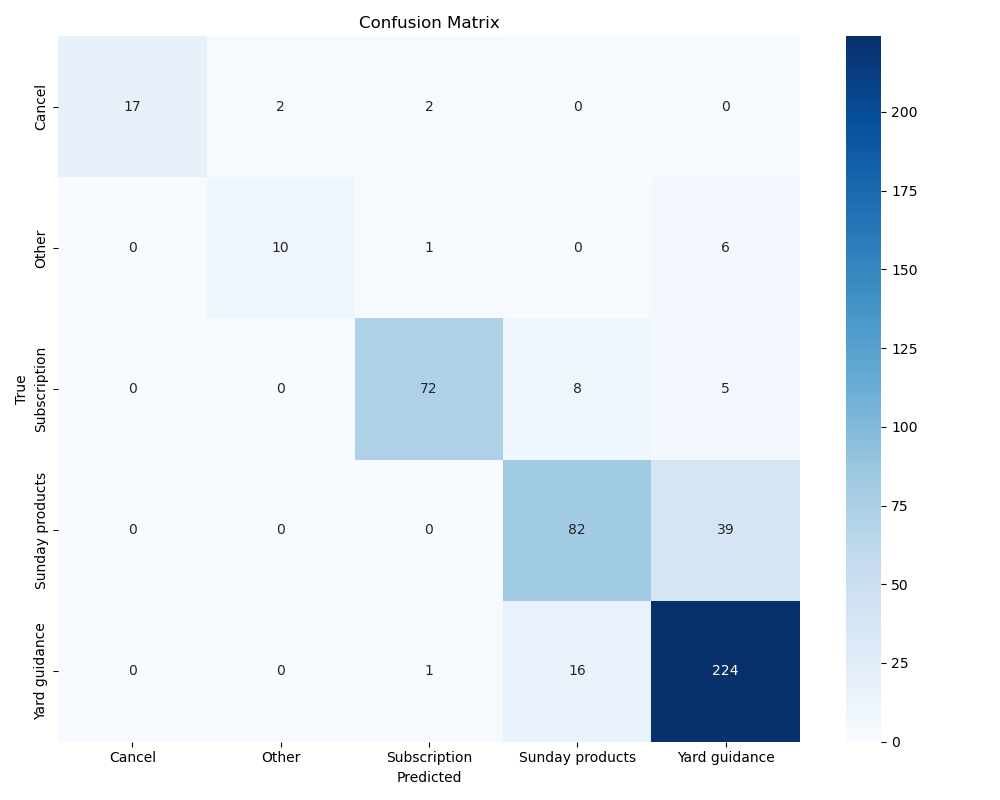 Confusion Matrix
Cancel
17 2 2 0 0
Other
0 10 1 0 6
Subscription
0 0 72 8 5
Sunday products
0 0 0 82 39
Yard guidance
0 0 1 16 224
True
Cancel Other Subscription Sunday products Yard guidance
Predicted
200
175
150
125
100
75
50
25
0